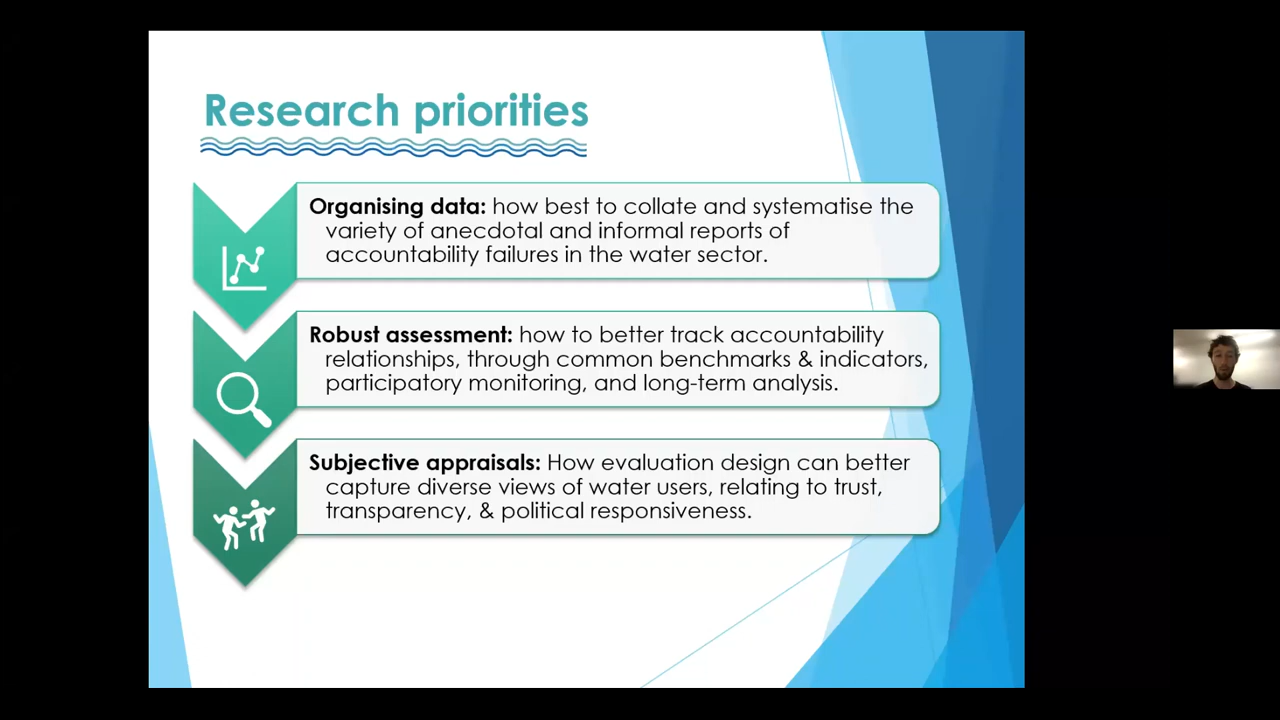 Research priorities
Organising data: how best to collate and systematise the
variety of anecdotal and informal reports of
accountability failures in the water sector.
Robust assessment: how to better track accountability
relationships, through common benchmarks & indicators,
participatory monitoring, and long-term analysis.
Subjective appraisals: How evaluation design can better
capture diverse views of water users, relating to trust,
transparency, & political responsiveness.